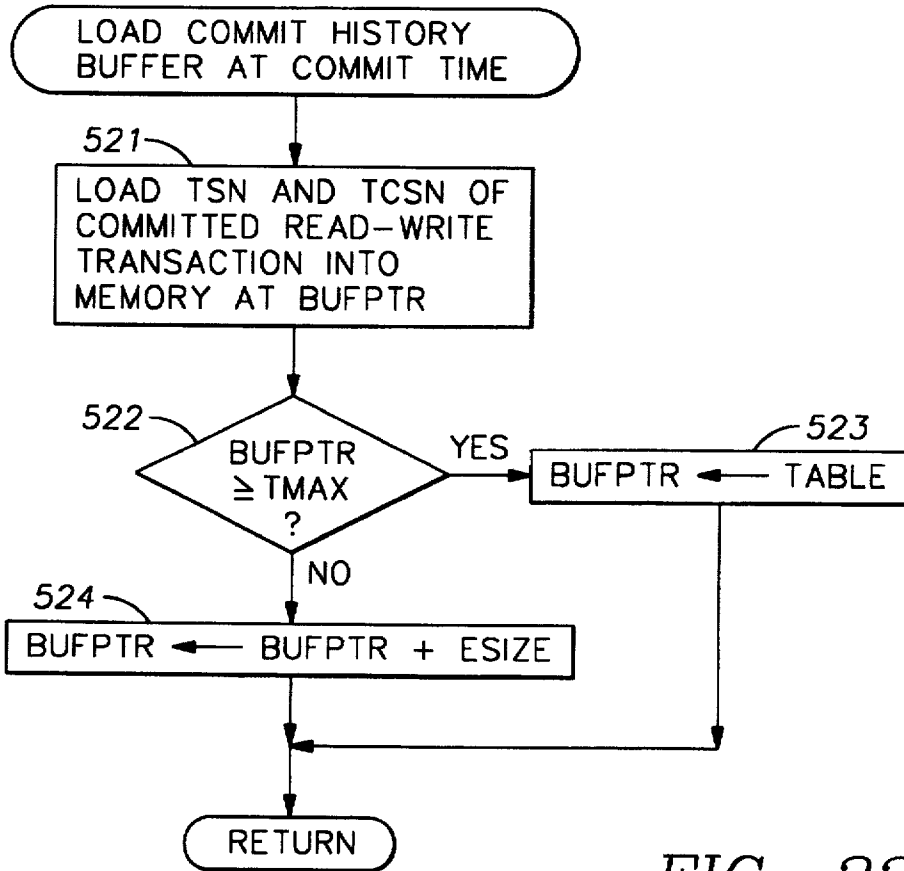 LOAD COMMIT HISTORY
BUFFER AT COMMIT TIME
521
LOAD TSN AND TCSN OF
COMMITTED READ-WRITE
TRANSACTION INTO
MEMORY AT BUFPTR
522
BUFPTR
≥ TMAX
?
YES
523
BUFPTR ← TABLE
NO
524
BUFPTR ← BUFPTR + ESIZE
RETURN